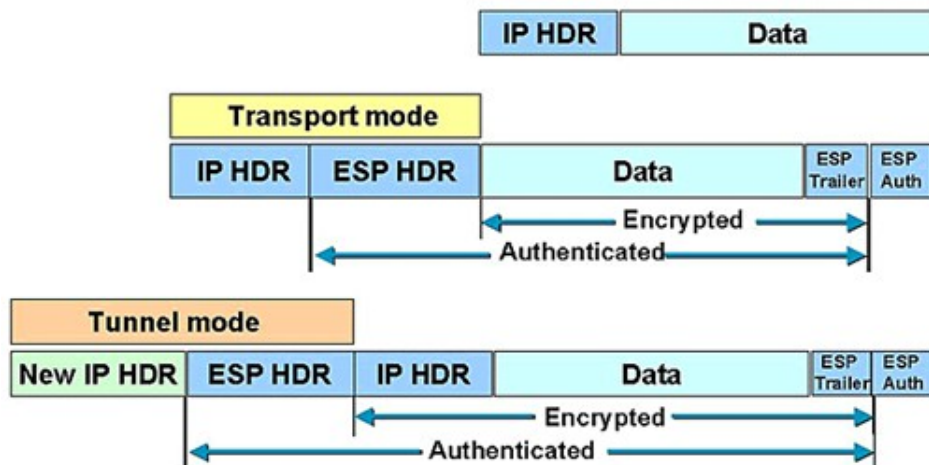 IP HDR Data
Transport mode
IP HDR ESP HDR Data ESP Trailer ESP Auth
Encrypted
Authenticated
Tunnel mode
New IP HDR ESP HDR IP HDR Data ESP Trailer ESP Auth
Encrypted
Authenticated